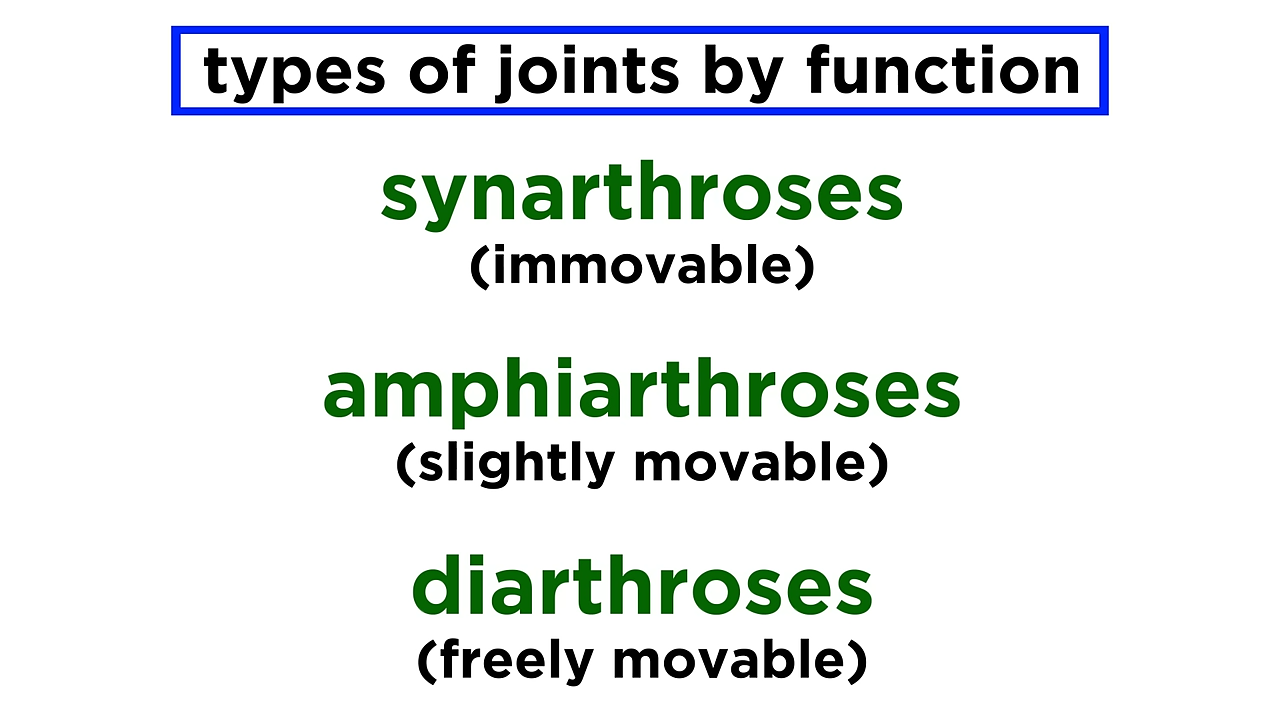 types of joints by function
synarthroses
(immovable)
amphiarthroses
(slightly movable)
diarthroses
(freely movable)